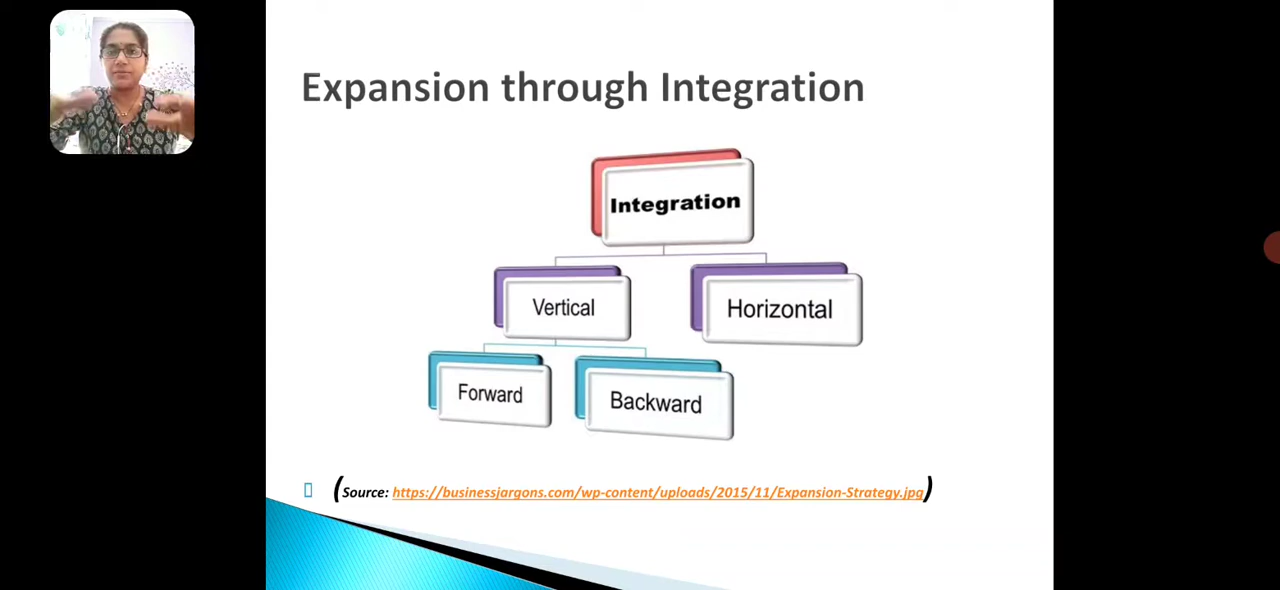 Expansion through Integration
Integration
Vertical
Horizontal
Forward
Backward
(Source: https://businessjargons.com/wp-content/uploads/2015/11/Expansion-Strategy.jpg)